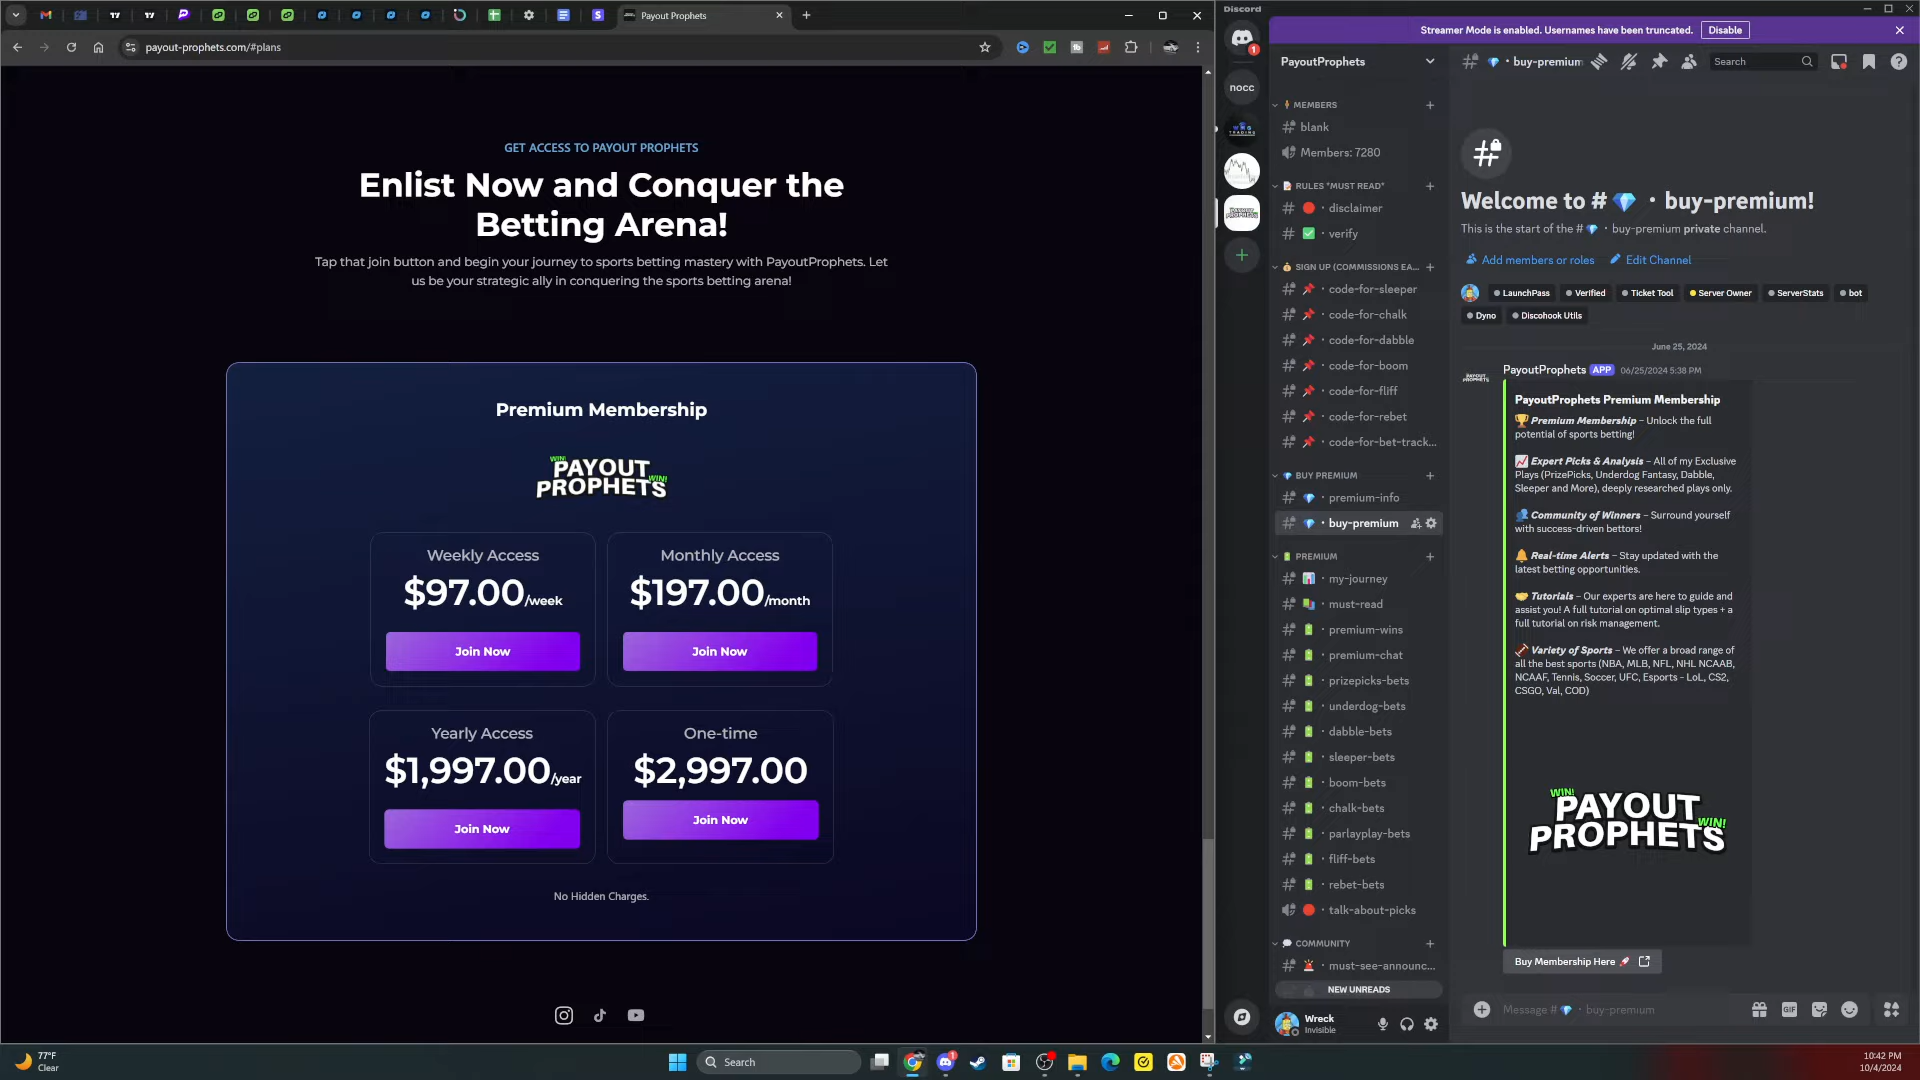 Payout Prophets
payout-prophets.com/#plans
GET ACCESS TO PAYOUT PROPHETS
Enlist Now and Conquer the
Betting Arena!
Tap that join button and begin your journey to sports betting mastery with PayoutProphets. Let
us be your strategic ally in conquering the sports betting arena!
Premium Membership
WIN!
PAYOUT
PROPHETS
WIN!
Weekly Access
$97.00/week
Join Now
Monthly Access
$197.00/month
Join Now
Yearly Access
$1,997.00/year
Join Now
One-time
$2,997.00
Join Now
No Hidden Charges.
Discord
Streamer Mode is enabled. Usernames have been truncated.
Disable
nocc
PayoutProphets
MEMBERS
blank
Members: 7280
RULES *MUST READ*
disclaimer
verify
SIGN UP (COMMISSIONS EA...
code-for-sleeper
code-for-chalk
code-for-dabble
code-for-boom
code-for-fliff
code-for-rebet
code-for-bet-track...
BUY PREMIUM
premium-info
buy-premium
PREMIUM
my-journey
must-read
premium-wins
premium-chat
prizepicks-bets
underdog-bets
dabble-bets
sleeper-bets
boom-bets
chalk-bets
parlayplay-bets
fliff-bets
rebet-bets
talk-about-picks
COMMUNITY
must-see-announc...
NEW UNREADS
Wreck
Invisible
buy-premium
Search
Welcome to # 💎・buy-premium!
This is the start of the # 💎・buy-premium private channel.
Add members or roles
Edit Channel
LaunchPass
Verified
Ticket Tool
Server Owner
ServerStats
bot
Dyno
Discohook Utils
June 25, 2024
PayoutProphets APP 06/25/2024 5:38 PM
PayoutProphets Premium Membership
🏆 Premium Membership – Unlock the full
potential of sports betting!
📈 Expert Picks & Analysis – All of my Exclusive
Plays (PrizePicks, Underdog Fantasy, Dabble,
Sleeper and More), deeply researched plays only.
👥 Community of Winners – Surround yourself
with success-driven bettors!
🔔 Real-time Alerts – Stay updated with the
latest betting opportunities.
🤝 Tutorials – Our experts are here to guide and
assist you! A full tutorial on optimal slip types + a
full tutorial on risk management.
🏈 Variety of Sports – We offer a broad range of
all the best sports (NBA, MLB, NFL, NHL NCAAB,
NCAAF, Tennis, Soccer, UFC, Esports - LoL, CS2,
CSGO, Val, COD)
WIN!
PAYOUT
PROPHETS
WIN!
Buy Membership Here 🚀
Message # 💎・buy-premium
GIF
77°F
Clear
Search
10:42 PM
10/4/2024